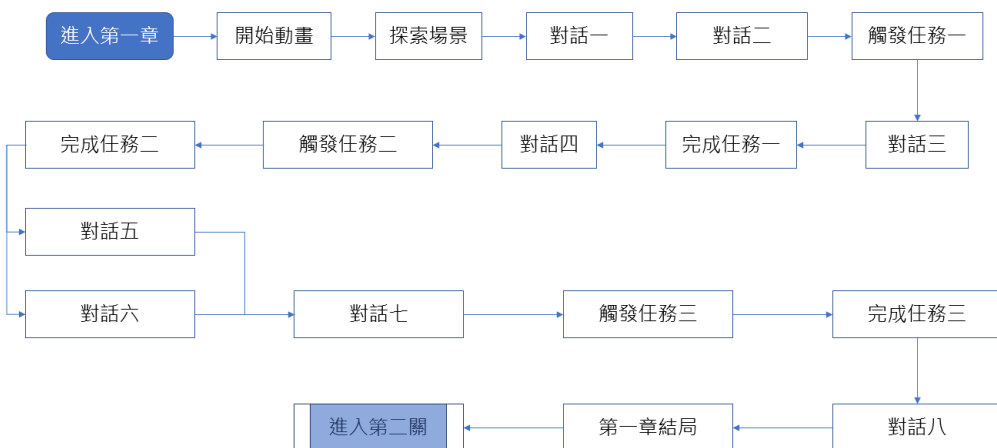 進入第一章
開始動畫
探索場景
對話一
對話二
觸發任務一
對話三
完成任務一
對話四
觸發任務二
完成任務二
對話五
對話六
對話七
觸發任務三
完成任務三
對話八
第一章結局
進入第二關